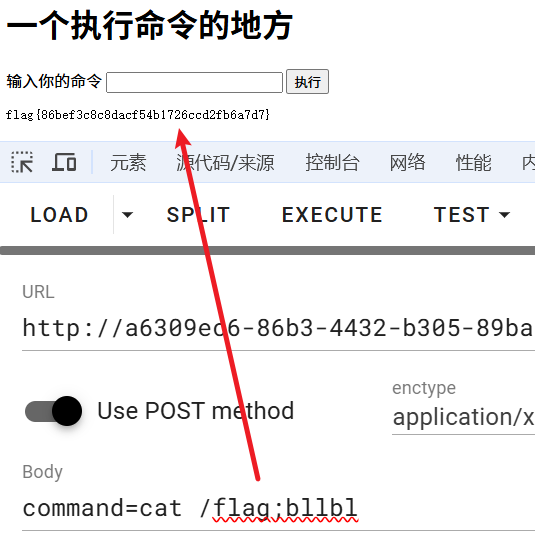 一个执行命令的地方
输入你的命令 执行
flag{86bef3c8c8dacf54b1726ccd2fb6a7d7}
元素 源代码/来源 控制台 网络 性能 内
LOAD SPLIT EXECUTE TEST
URL
http://a6309ec6-86b3-4432-b305-89ba
Use POST method
enctype
application/x
Body
command=cat /flag;bllbl